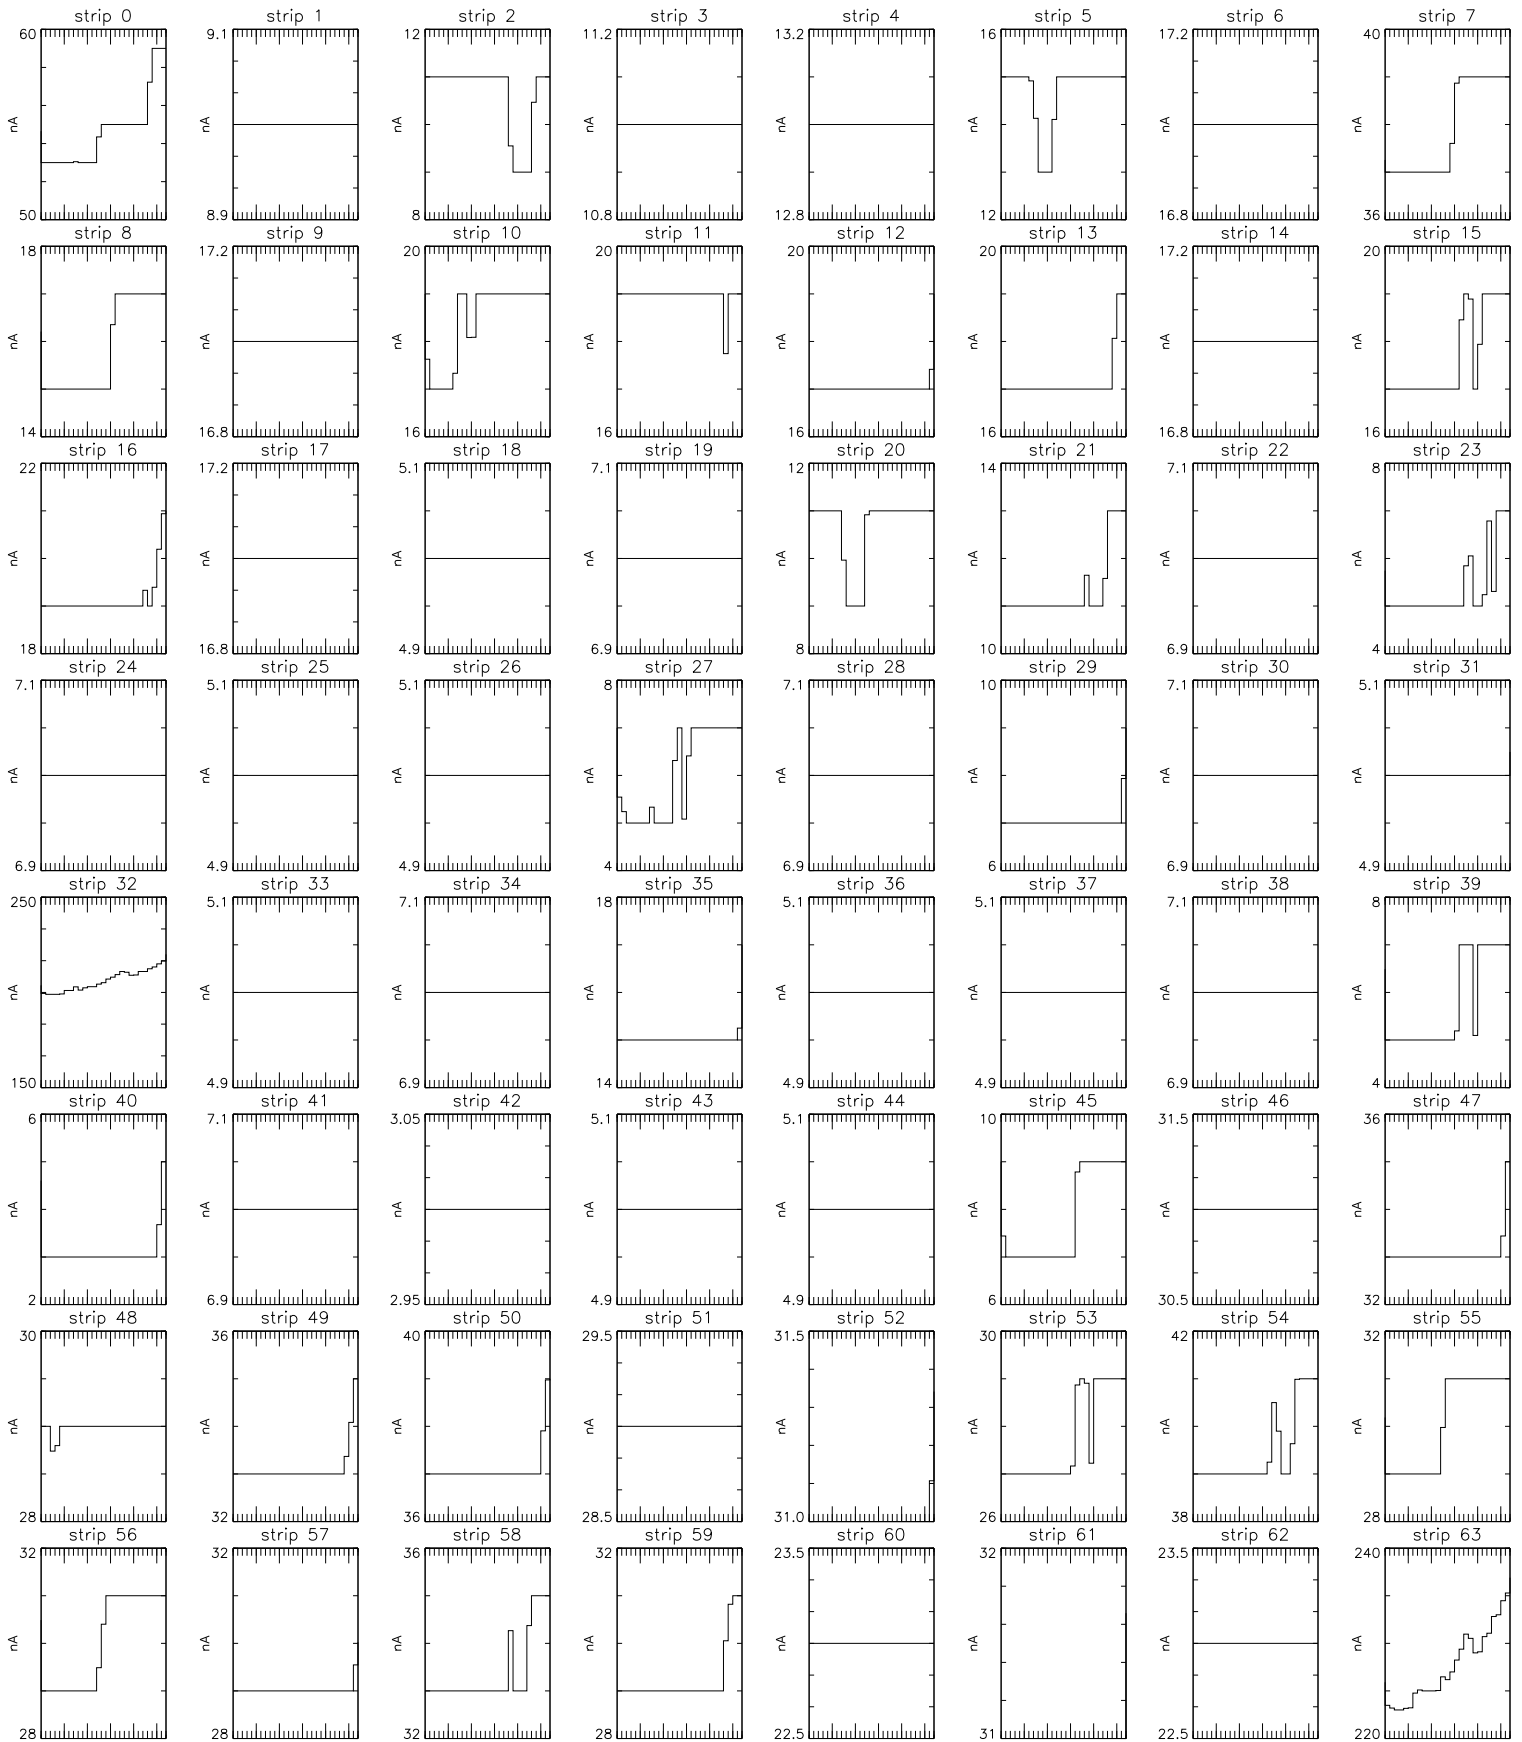 strip 0 strip 1 strip 2 strip 3 strip 4 strip 5 strip 6 strip 7
60 9.1 12 11.2 13.2 16 17.2 40
nA nA nA nA nA nA nA nA
50 8.9 8 10.8 12.8 12 16.8 36
strip 8 strip 9 strip 10 strip 11 strip 12 strip 13 strip 14 strip 15
18 17.2 20 20 20 20 17.2 20
nA nA nA nA nA nA nA nA
14 16.8 16 16 16 16 16.8 16
strip 16 strip 17 strip 18 strip 19 strip 20 strip 21 strip 22 strip 23
22 17.2 5.1 7.1 12 14 7.1 8
nA nA nA nA nA nA nA nA
18 16.8 4.9 6.9 8 10 6.9 4
strip 24 strip 25 strip 26 strip 27 strip 28 strip 29 strip 30 strip 31
7.1 5.1 5.1 8 7.1 10 7.1 5.1
nA nA nA nA nA nA nA nA
6.9 4.9 4.9 4 6.9 6 6.9 4.9
strip 32 strip 33 strip 34 strip 35 strip 36 strip 37 strip 38 strip 39
250 5.1 7.1 18 5.1 5.1 7.1 8
nA nA nA nA nA nA nA nA
150 4.9 6.9 14 4.9 4.9 6.9 4
strip 40 strip 41 strip 42 strip 43 strip 44 strip 45 strip 46 strip 47
6 7.1 3.05 5.1 5.1 10 31.5 36
nA nA nA nA nA nA nA nA
2 6.9 2.95 4.9 4.9 6 30.5 32
strip 48 strip 49 strip 50 strip 51 strip 52 strip 53 strip 54 strip 55
30 36 40 29.5 31.5 30 42 32
nA nA nA nA nA nA nA nA
28 32 36 28.5 31.0 26 38 28
strip 56 strip 57 strip 58 strip 59 strip 60 strip 61 strip 62 strip 63
32 32 36 32 23.5 32 23.5 240
nA nA nA nA nA nA nA nA
28 28 32 28 22.5 31 22.5 220